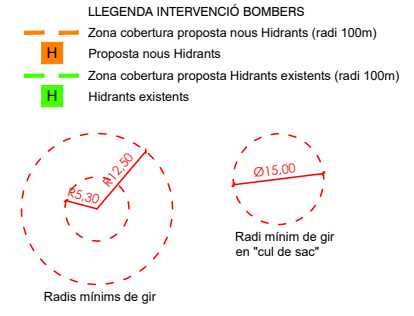 LLEGENDA INTERVENCIÓ BOMBERS
Zona cobertura proposta nous Hidrants (radi 100m)
H Proposta nous Hidrants
Zona cobertura proposta Hidrants existents (radi 100m)
H Hidrants existents
R5,30
R12,50
Radis mínims de gir
Ø15,00
Radi mínim de gir
en "cul de sac"